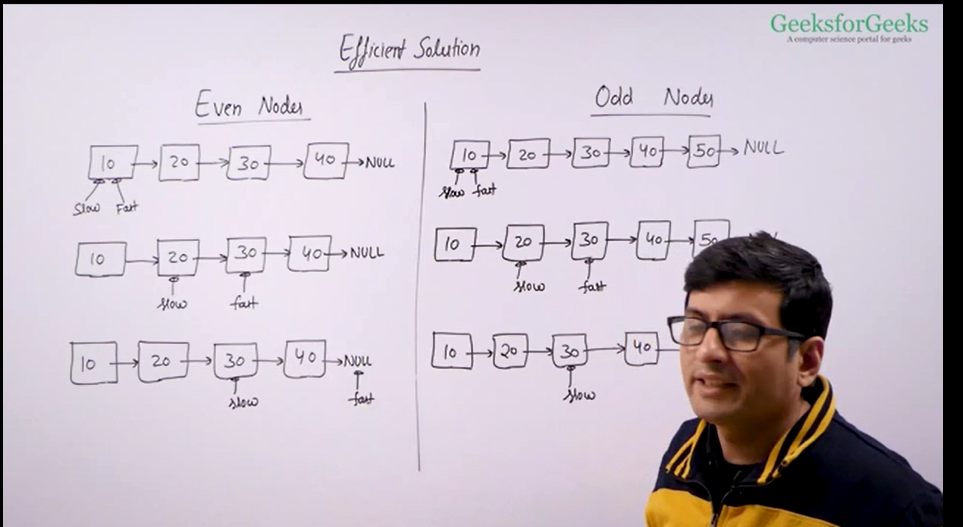 GeeksforGeeks
A computer science portal for geeks
Efficient Solution
Even Nodes
10 20 30 40 NULL
Slow Fast
10 20 30 40 NULL
slow fast
10 20 30 40 NULL
slow fast
Odd Nodes
10 20 30 40 50 NULL
slow fast
10 20 30 40 50
slow fast
10 20 30 40
slow